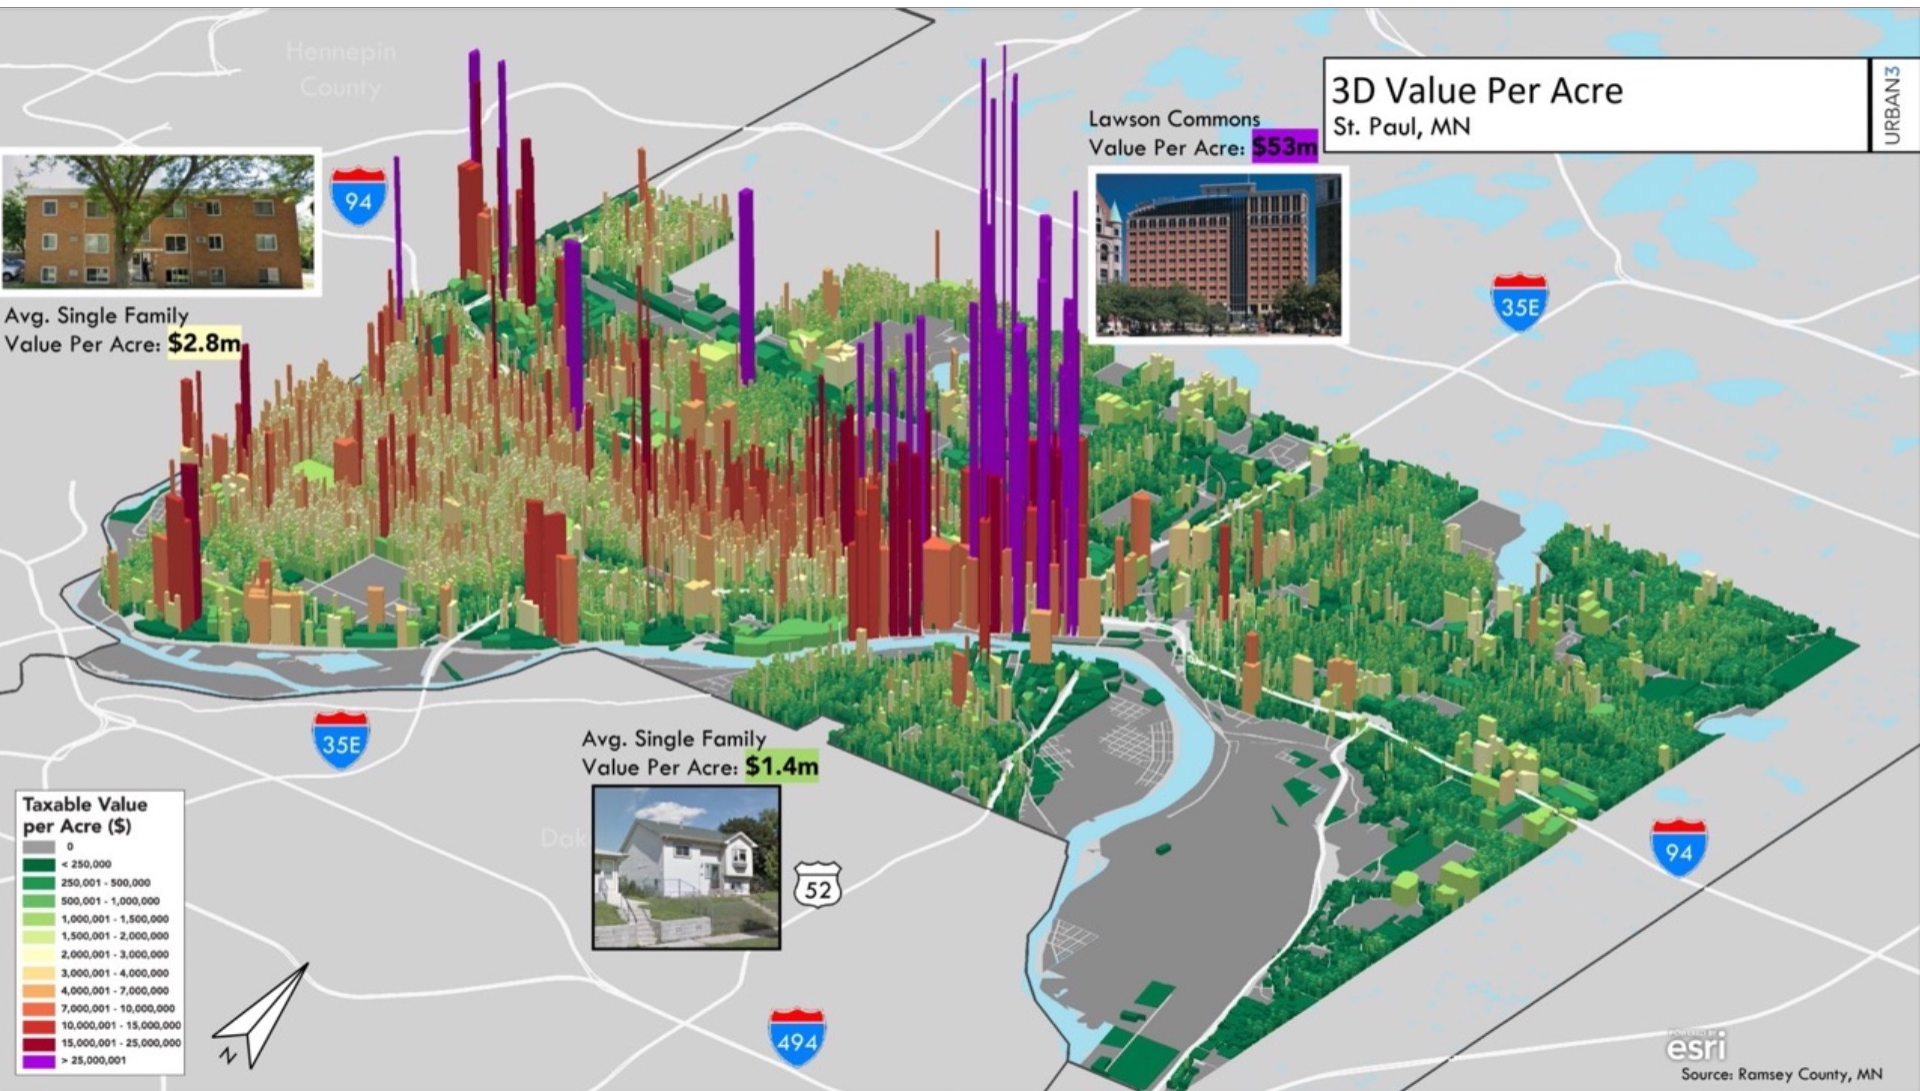 Hennepin
County
3D Value Per Acre
St. Paul, MN
URBAN3
Lawson Commons
Value Per Acre: $53m
94
35E
Avg. Single Family
Value Per Acre: $2.8m
35E
Avg. Single Family
Value Per Acre: $1.4m
Dak
52
94
494
Taxable Value
per Acre ($)
0
< 250,000
250,001 - 500,000
500,001 - 1,000,000
1,000,001 - 1,500,000
1,500,001 - 2,000,000
2,000,001 - 3,000,000
3,000,001 - 4,000,000
4,000,001 - 7,000,000
7,000,001 - 10,000,000
10,000,001 - 15,000,000
15,000,001 - 25,000,000
> 25,000,001
N
POWERED BY
esri
Source: Ramsey County, MN